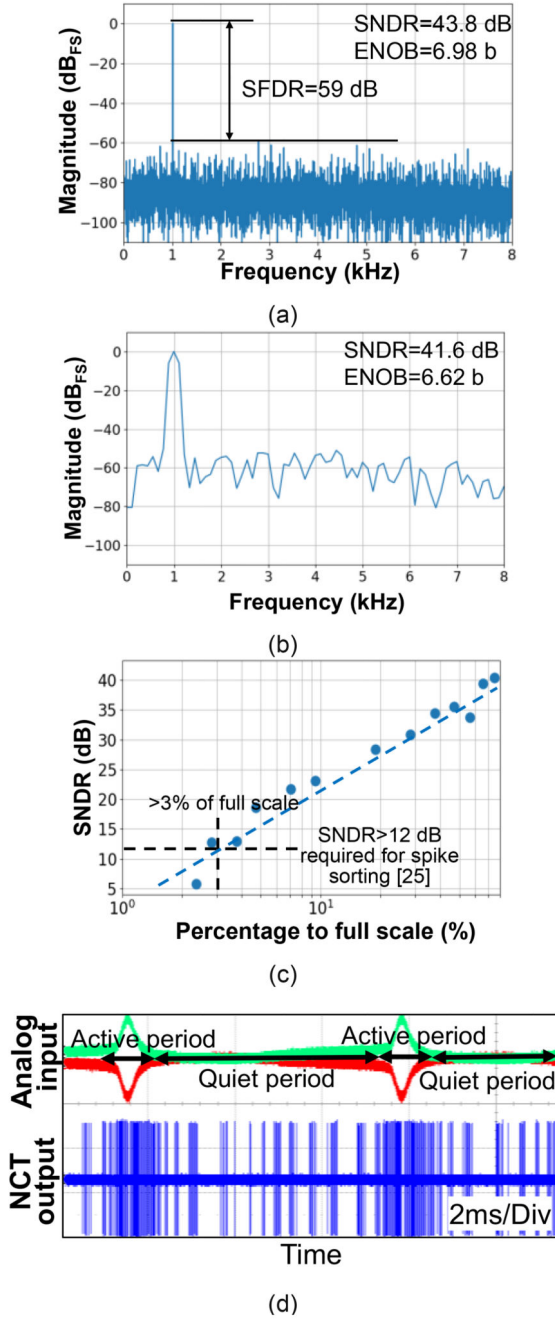 SNDR=43.8 dB
ENOB=6.98 b
SFDR=59 dB
Magnitude (dBFS)
0
−20
−40
−60
−80
−100
0 1 2 3 4 5 6 7 8
Frequency (kHz)
(a)
SNDR=41.6 dB
ENOB=6.62 b
Magnitude (dBFS)
0
−20
−40
−60
−80
−100
0 1 2 3 4 5 6 7 8
Frequency (kHz)
(b)
SNDR (dB)
40
35
30
25
20
15
10
5
>3% of full scale
SNDR>12 dB
required for spike
sorting [25]
10⁰ 10¹
Percentage to full scale (%)
(c)
Analog
input
Active period Active period
Quiet period Quiet period
NCT
output
2ms/Div
Time
(d)